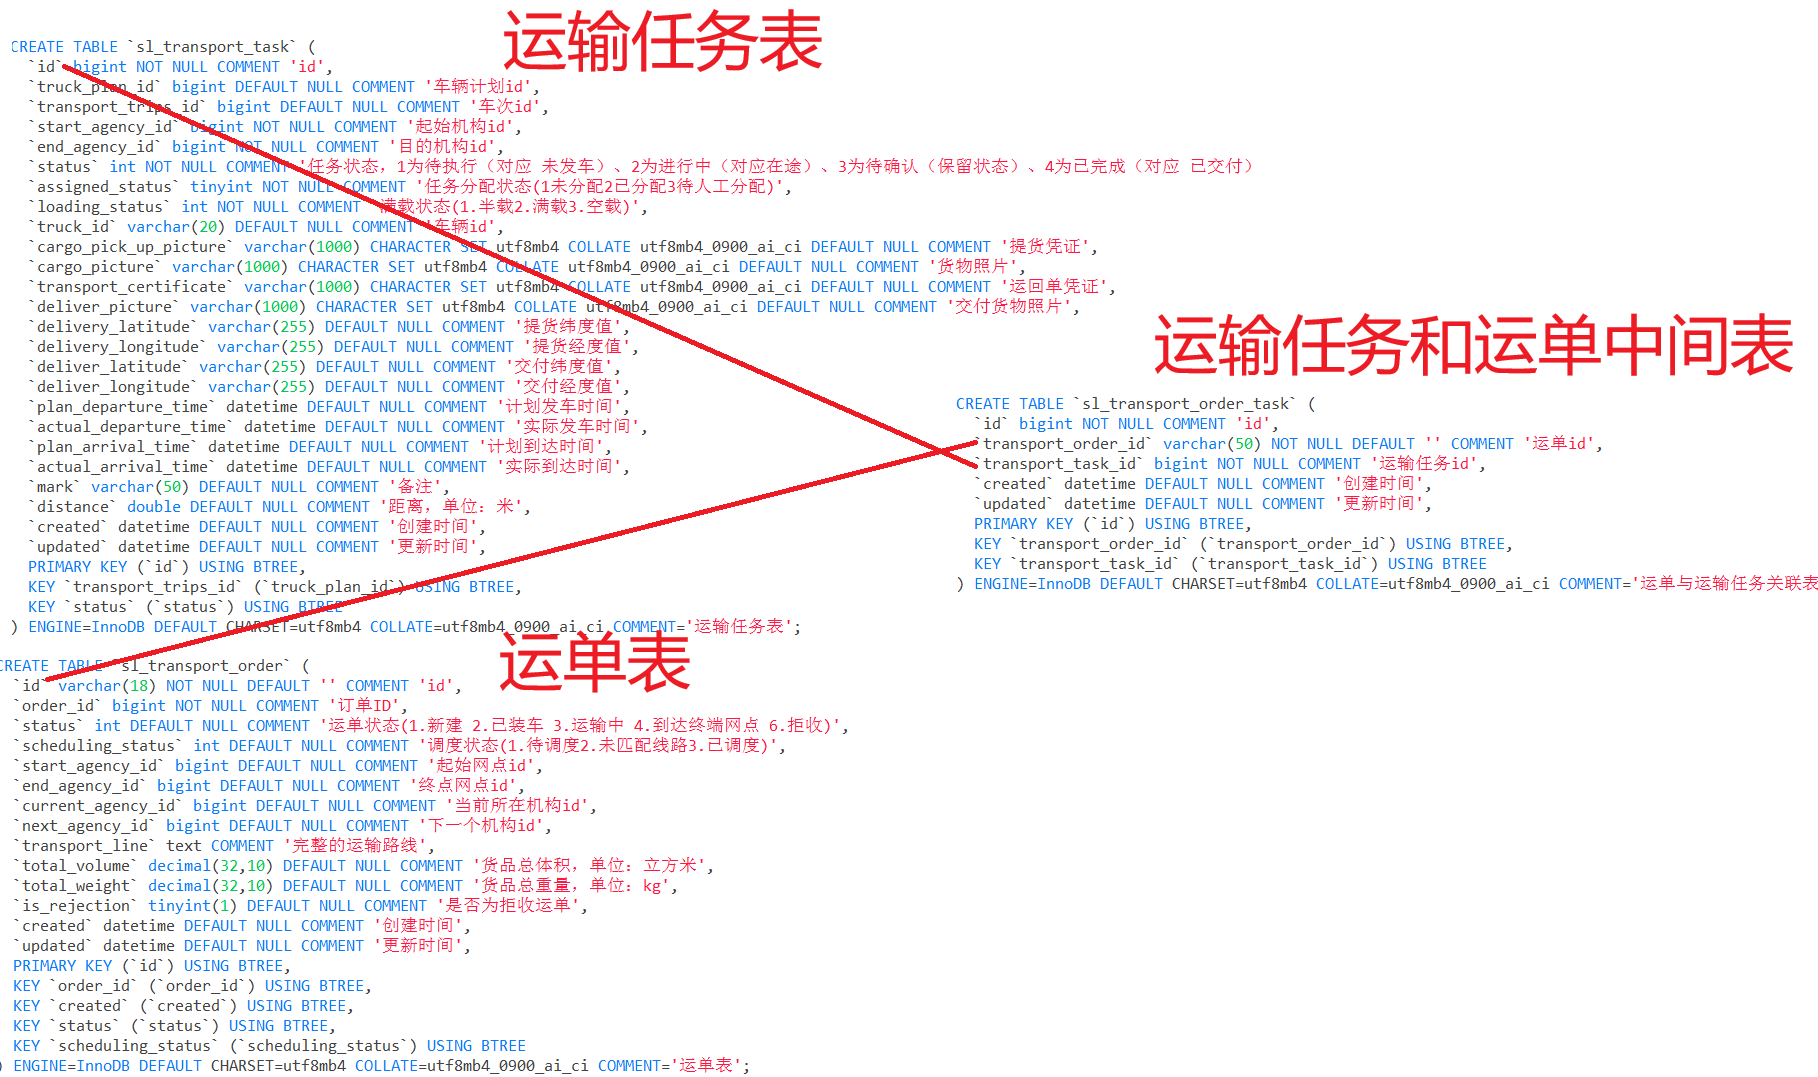 运输任务表
CREATE TABLE `sl_transport_task` (
`id` bigint NOT NULL COMMENT 'id',
`truck_plan_id` bigint DEFAULT NULL COMMENT '车辆计划id',
`transport_trips_id` bigint DEFAULT NULL COMMENT '车次id',
`start_agency_id` bigint NOT NULL COMMENT '起始机构id',
`end_agency_id` bigint NOT NULL COMMENT '目的机构id',
`status` int NOT NULL COMMENT '任务状态，1为待执行（对应 未发车）、2为进行中（对应在途）、3为待确认（保留状态）、4为已完成（对应 已交付）
`assigned_status` tinyint NOT NULL COMMENT '任务分配状态(1未分配2已分配3待人工分配)',
`loading_status` int NOT NULL COMMENT '满载状态(1.半载2.满载3.空载)',
`truck_id` varchar(20) DEFAULT NULL COMMENT '车辆id',
`cargo_pick_up_picture` varchar(1000) CHARACTER SET utf8mb4 COLLATE utf8mb4_0900_ai_ci DEFAULT NULL COMMENT '提货凭证',
`cargo_picture` varchar(1000) CHARACTER SET utf8mb4 COLLATE utf8mb4_0900_ai_ci DEFAULT NULL COMMENT '货物照片',
`transport_certificate` varchar(1000) CHARACTER SET utf8mb4 COLLATE utf8mb4_0900_ai_ci DEFAULT NULL COMMENT '运回单凭证',
`deliver_picture` varchar(1000) CHARACTER SET utf8mb4 COLLATE utf8mb4_0900_ai_ci DEFAULT NULL COMMENT '交付货物照片',
`delivery_latitude` varchar(255) DEFAULT NULL COMMENT '提货纬度值',
`delivery_longitude` varchar(255) DEFAULT NULL COMMENT '提货经度值',
`deliver_latitude` varchar(255) DEFAULT NULL COMMENT '交付纬度值',
`deliver_longitude` varchar(255) DEFAULT NULL COMMENT '交付经度值',
`plan_departure_time` datetime DEFAULT NULL COMMENT '计划发车时间',
`actual_departure_time` datetime DEFAULT NULL COMMENT '实际发车时间',
`plan_arrival_time` datetime DEFAULT NULL COMMENT '计划到达时间',
`actual_arrival_time` datetime DEFAULT NULL COMMENT '实际到达时间',
`mark` varchar(50) DEFAULT NULL COMMENT '备注',
`distance` double DEFAULT NULL COMMENT '距离，单位：米',
`created` datetime DEFAULT NULL COMMENT '创建时间',
`updated` datetime DEFAULT NULL COMMENT '更新时间',
PRIMARY KEY (`id`) USING BTREE,
KEY `transport_trips_id` (`truck_plan_id`) USING BTREE,
KEY `status` (`status`) USING BTREE
) ENGINE=InnoDB DEFAULT CHARSET=utf8mb4 COLLATE=utf8mb4_0900_ai_ci COMMENT='运输任务表';
运输任务和运单中间表
CREATE TABLE `sl_transport_order_task` (
`id` bigint NOT NULL COMMENT 'id',
`transport_order_id` varchar(50) NOT NULL DEFAULT '' COMMENT '运单id',
`transport_task_id` bigint NOT NULL COMMENT '运输任务id',
`created` datetime DEFAULT NULL COMMENT '创建时间',
`updated` datetime DEFAULT NULL COMMENT '更新时间',
PRIMARY KEY (`id`) USING BTREE,
KEY `transport_order_id` (`transport_order_id`) USING BTREE,
KEY `transport_task_id` (`transport_task_id`) USING BTREE
) ENGINE=InnoDB DEFAULT CHARSET=utf8mb4 COLLATE=utf8mb4_0900_ai_ci COMMENT='运单与运输任务关联表
运单表
CREATE TABLE `sl_transport_order` (
`id` varchar(18) NOT NULL DEFAULT '' COMMENT 'id',
`order_id` bigint NOT NULL COMMENT '订单ID',
`status` int DEFAULT NULL COMMENT '运单状态(1.新建 2.已装车 3.运输中 4.到达终端网点 6.拒收)',
`scheduling_status` int DEFAULT NULL COMMENT '调度状态(1.待调度2.未匹配线路3.已调度)',
`start_agency_id` bigint DEFAULT NULL COMMENT '起始网点id',
`end_agency_id` bigint DEFAULT NULL COMMENT '终点网点id',
`current_agency_id` bigint DEFAULT NULL COMMENT '当前所在机构id',
`next_agency_id` bigint DEFAULT NULL COMMENT '下一个机构id',
`transport_line` text COMMENT '完整的运输路线',
`total_volume` decimal(32,10) DEFAULT NULL COMMENT '货品总体积，单位：立方米',
`total_weight` decimal(32,10) DEFAULT NULL COMMENT '货品总重量，单位：kg',
`is_rejection` tinyint(1) DEFAULT NULL COMMENT '是否为拒收运单',
`created` datetime DEFAULT NULL COMMENT '创建时间',
`updated` datetime DEFAULT NULL COMMENT '更新时间',
PRIMARY KEY (`id`) USING BTREE,
KEY `order_id` (`order_id`) USING BTREE,
KEY `created` (`created`) USING BTREE,
KEY `status` (`status`) USING BTREE,
KEY `scheduling_status` (`scheduling_status`) USING BTREE
) ENGINE=InnoDB DEFAULT CHARSET=utf8mb4 COLLATE=utf8mb4_0900_ai_ci COMMENT='运单表';